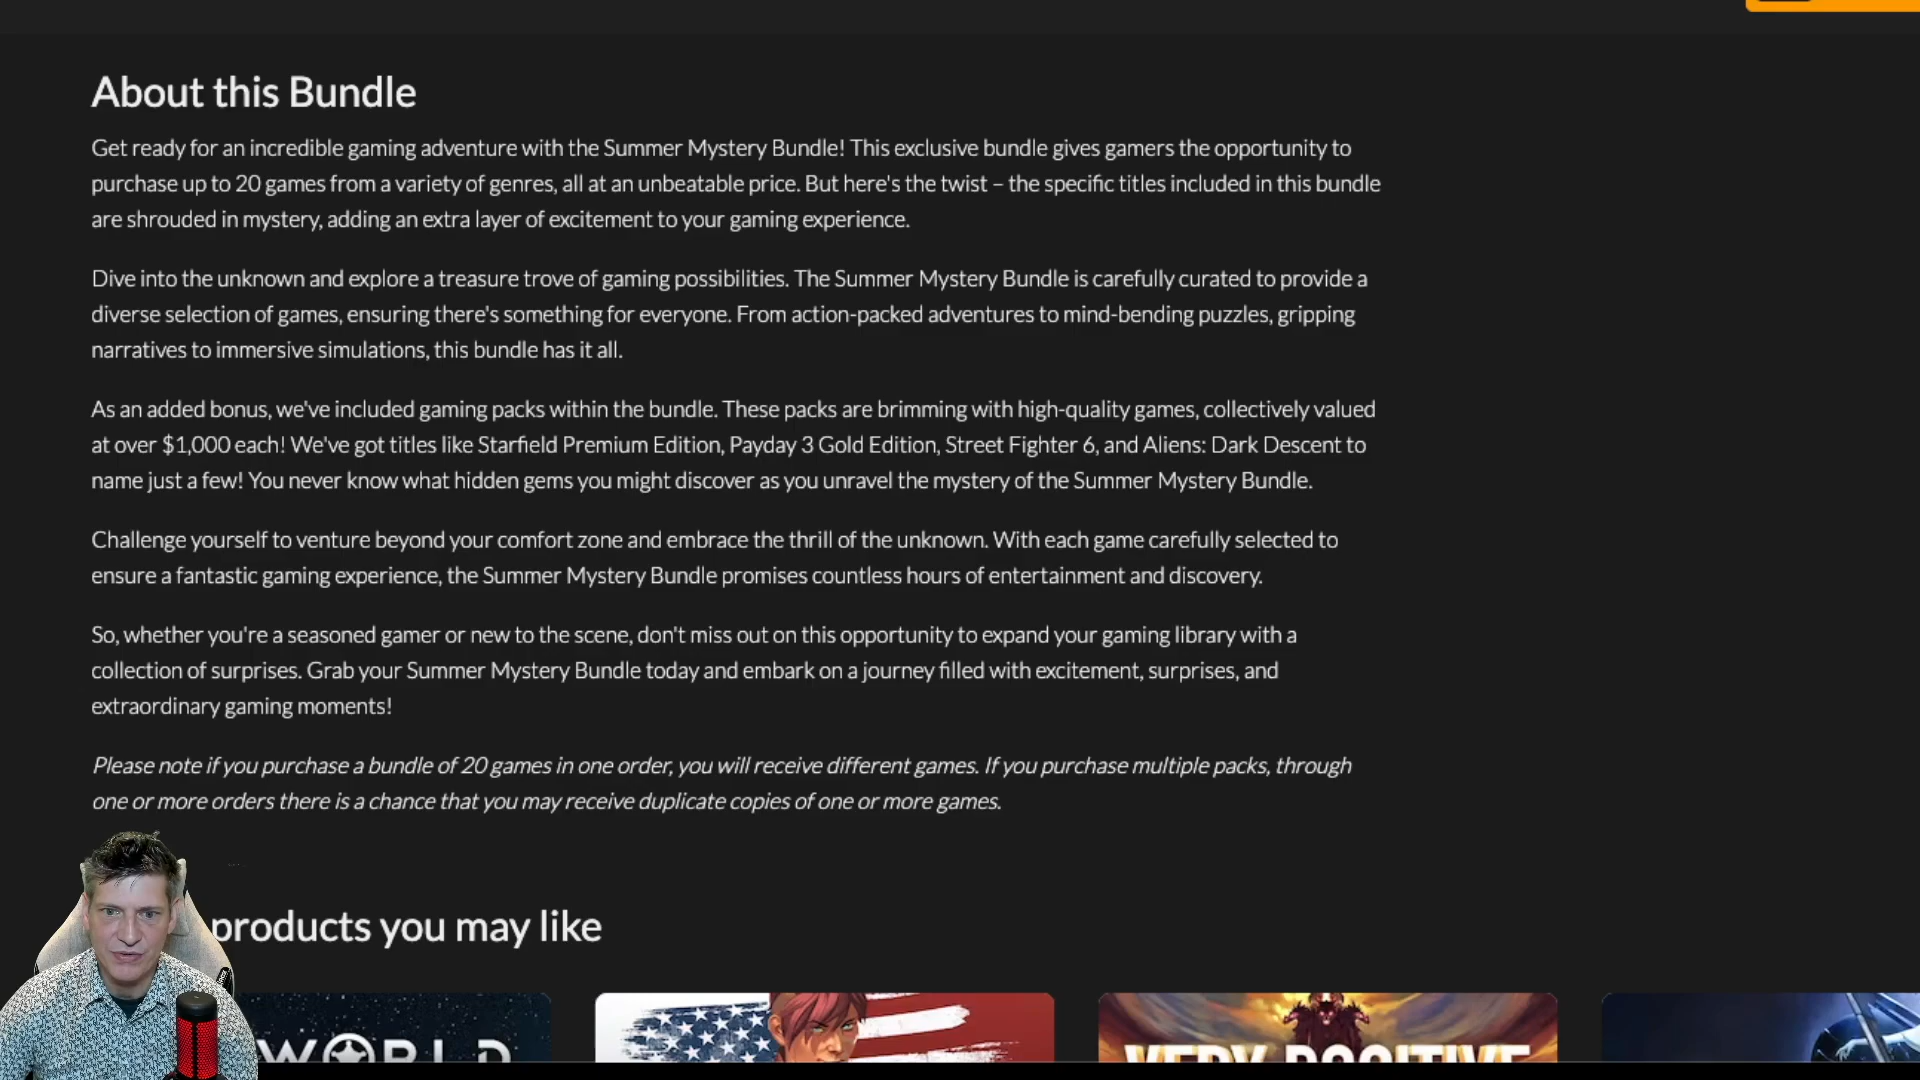 About this Bundle
Get ready for an incredible gaming adventure with the Summer Mystery Bundle! This exclusive bundle gives gamers the opportunity to
purchase up to 20 games from a variety of genres, all at an unbeatable price. But here's the twist – the specific titles included in this bundle
are shrouded in mystery, adding an extra layer of excitement to your gaming experience.
Dive into the unknown and explore a treasure trove of gaming possibilities. The Summer Mystery Bundle is carefully curated to provide a
diverse selection of games, ensuring there's something for everyone. From action-packed adventures to mind-bending puzzles, gripping
narratives to immersive simulations, this bundle has it all.
As an added bonus, we've included gaming packs within the bundle. These packs are brimming with high-quality games, collectively valued
at over $1,000 each! We've got titles like Starfield Premium Edition, Payday 3 Gold Edition, Street Fighter 6, and Aliens: Dark Descent to
name just a few! You never know what hidden gems you might discover as you unravel the mystery of the Summer Mystery Bundle.
Challenge yourself to venture beyond your comfort zone and embrace the thrill of the unknown. With each game carefully selected to
ensure a fantastic gaming experience, the Summer Mystery Bundle promises countless hours of entertainment and discovery.
So, whether you're a seasoned gamer or new to the scene, don't miss out on this opportunity to expand your gaming library with a
collection of surprises. Grab your Summer Mystery Bundle today and embark on a journey filled with excitement, surprises, and
extraordinary gaming moments!
Please note if you purchase a bundle of 20 games in one order, you will receive different games. If you purchase multiple packs, through
one or more orders there is a chance that you may receive duplicate copies of one or more games.
products you may like
WORLD
VERY POSITIVE